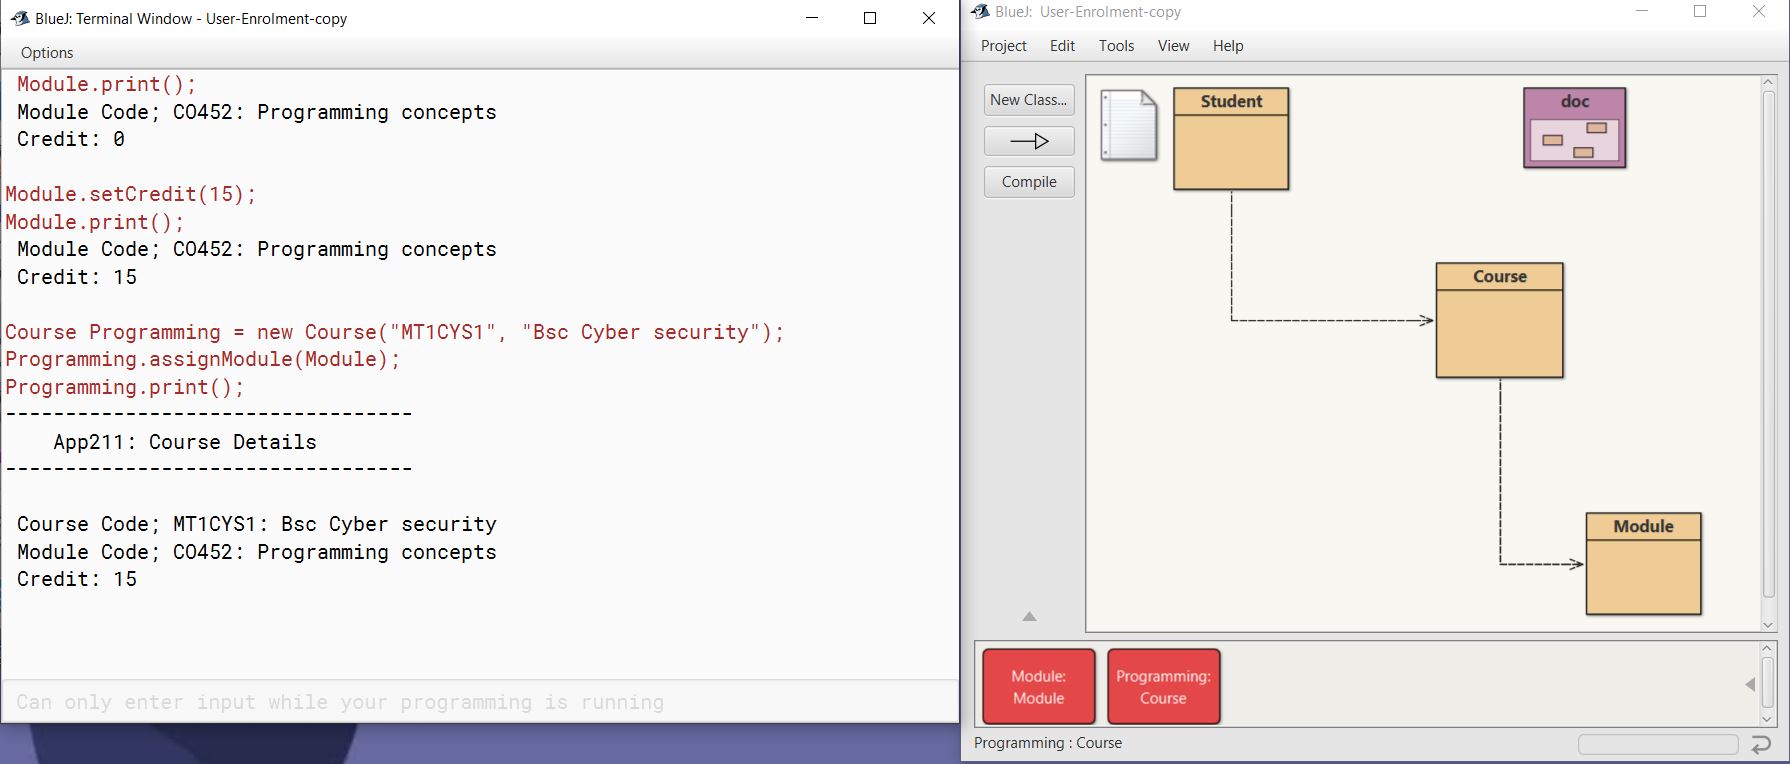 BlueJ: Terminal Window - User-Enrolment-copy
Options
Module.print();
Module Code; CO452: Programming concepts
Credit: 0
Module.setCredit(15);
Module.print();
Module Code; CO452: Programming concepts
Credit: 15
Course Programming = new Course("MT1CYS1", "Bsc Cyber security");
Programming.assignModule(Module);
Programming.print();
----------------------------------
App211: Course Details
----------------------------------
Course Code; MT1CYS1: Bsc Cyber security
Module Code; CO452: Programming concepts
Credit: 15
Can only enter input while your programming is running
BlueJ: User-Enrolment-copy
Project Edit Tools View Help
New Class...
Compile
Student
doc
Course
Module
Module:
Module
Programming:
Course
Programming : Course